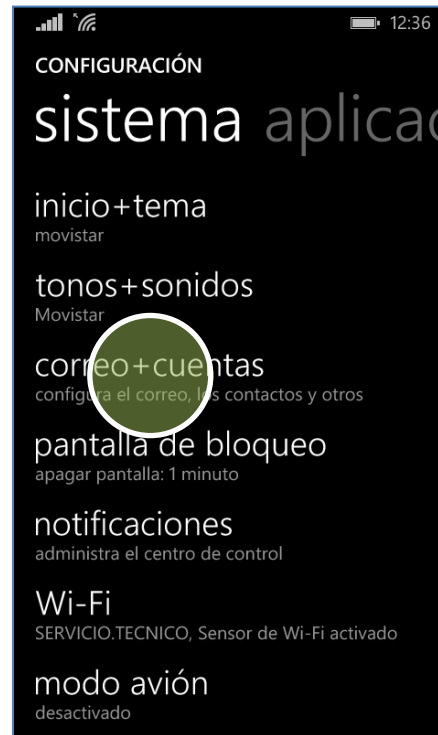 12:36
CONFIGURACIÓN
sistema aplicac
inicio+tema
movistar
tonos+sonidos
Movistar
correo+cuentas
configura el correo, los contactos y otros
pantalla de bloqueo
apagar pantalla: 1 minuto
notificaciones
administra el centro de control
Wi-Fi
SERVICIO.TECNICO, Sensor de Wi-Fi activado
modo avión
desactivado